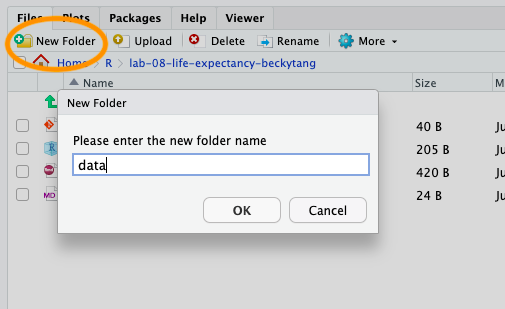 Files Plots Packages Help Viewer
New Folder Upload Delete Rename More
Home R lab-08-life-expectancy-beckytang
Name Size M
New Folder
Please enter the new folder name
data
OK Cancel
40 B Ju
205 B Ju
420 B Ju
MD 24 B Ju